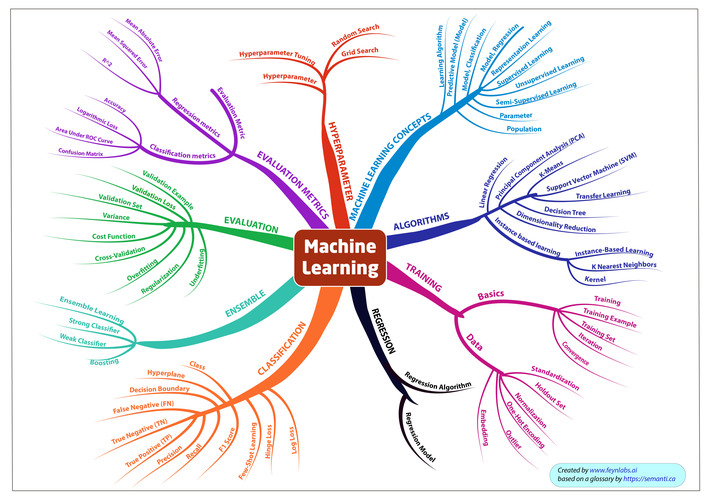 Machine
Learning
HYPERPARAMETER
Hyperparameter Tuning
Hyperparameter
Random Search
Grid Search
MACHINE LEARNING CONCEPTS
Learning Algorithm
Predictive Model (Model)
Model, Classification
Model, Regression
Representation Learning
Supervised Learning
Unsupervised Learning
Semi-Supervised Learning
Parameter
Population
ALGORITHMS
Linear Regression
Principal Component Analysis (PCA)
K-Means
Support Vector Machine (SVM)
Transfer Learning
Decision Tree
Dimensionality Reduction
Instance based learning
Instance-Based Learning
K Nearest Neighbors
Kernel
TRAINING
Basics
Training
Training Example
Training Set
Iteration
Convergence
Data
Standardization
Holdout Set
Normalization
One-Hot Encoding
Outlier
Embedding
REGRESSION
Regression Algorithm
Regression Model
CLASSIFICATION
Class
Hyperplane
Decision Boundary
False Negative (FN)
True Negative (TN)
True Positive (TP)
Precision
Recall
F1 Score
Few-Shot Learning
Hinge Loss
Log Loss
ENSEMBLE
Ensemble Learning
Strong Classifier
Weak Classifier
Boosting
EVALUATION
Validation Example
Validation Loss
Validation Set
Variance
Cost Function
Cross-Validation
Overfitting
Regularization
Underfitting
EVALUATION METRICS
Evaluation Metric
Regression metrics
Mean Absolute Error
Mean Squared Error
R^2
Classification metrics
Accuracy
Logarithmic Loss
Area Under ROC Curve
Confusion Matrix
Created by www.feynlabs.ai
based on a glossary by https://semanti.ca